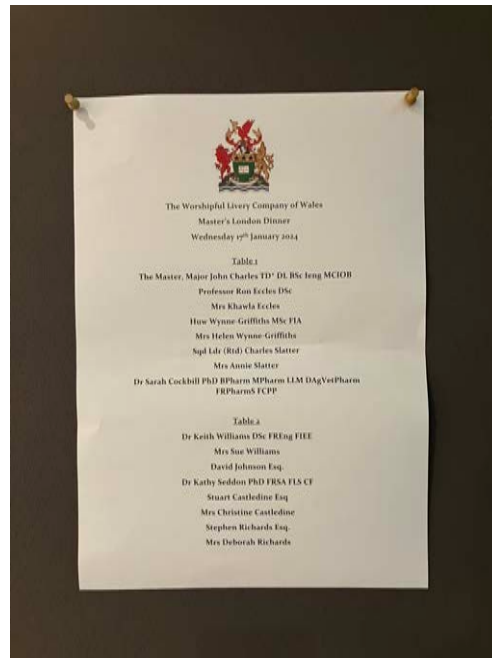 The Worshipful Livery Company of Wales
Master's London Dinner
Wednesday 17th January 2024
Table 1
The Master, Major John Charles TD* DL BSc Ieng MCIOB
Professor Ron Eccles DSc
Mrs Khawla Eccles
Huw Wynne-Griffiths MSc FIA
Mrs Helen Wynne-Griffiths
Sqd Ldr (Rtd) Charles Slatter
Mrs Annie Slatter
Dr Sarah Cockbill PhD BPharm MPharm LLM DAgVetPharm
FRPharmS FCPP
Table 2
Dr Keith Williams DSc FREng FIEE
Mrs Sue Williams
David Johnson Esq.
Dr Kathy Seddon PhD FRSA FLS CF
Stuart Castledine Esq
Mrs Christine Castledine
Stephen Richards Esq.
Mrs Deborah Richards